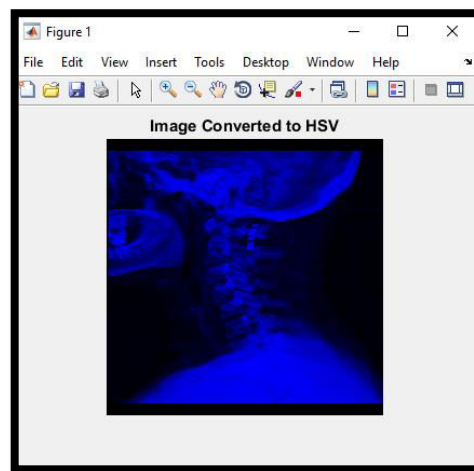 Figure 1
File Edit View Insert Tools Desktop Window Help
Image Converted to HSV